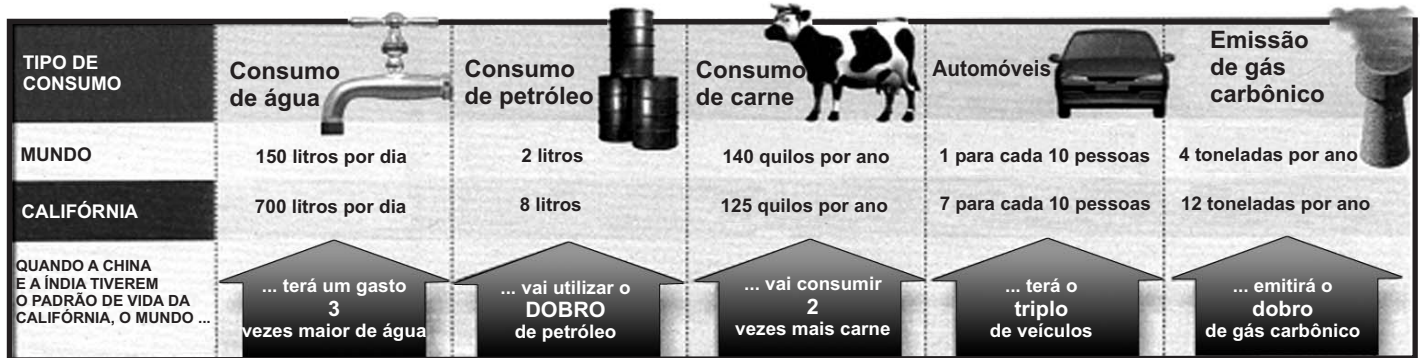 TIPO DE
CONSUMO
Consumo
de água
Consumo
de petróleo
Consumo
de carne
Automóveis
Emissão
de gás
carbônico
MUNDO
150 litros por dia
2 litros
140 quilos por ano
1 para cada 10 pessoas
4 toneladas por ano
CALIFÓRNIA
700 litros por dia
8 litros
125 quilos por ano
7 para cada 10 pessoas
12 toneladas por ano
QUANDO A CHINA
E A ÍNDIA TIVEREM
O PADRÃO DE VIDA DA
CALIFÓRNIA, O MUNDO ...
... terá um gasto
3
vezes maior de água
... vai utilizar o
DOBRO
de petróleo
... vai consumir
2
vezes mais carne
... terá o
triplo
de veículos
... emitirá o
dobro
de gás carbônico